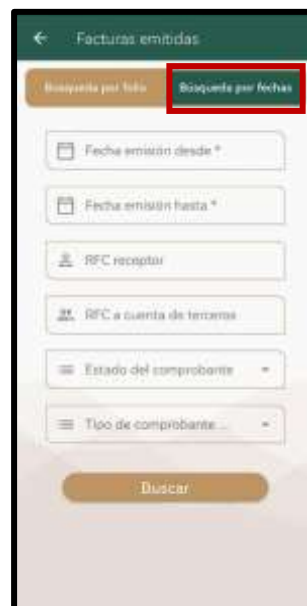 Facturas emitidas
Búsqueda por folio
Búsqueda por fechas
Fecha emisión desde *
Fecha emisión hasta *
RFC receptor
RFC a cuenta de terceros
Estado del comprobante
Tipo de comprobante...
Buscar